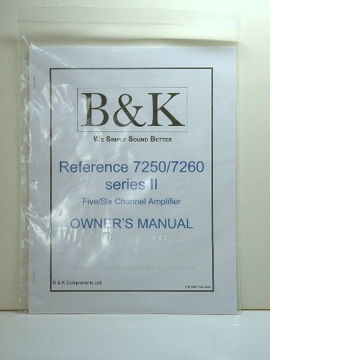 B&K
WE SIMPLY SOUND BETTER
Reference 7250/7260
series II
Five/Six Channel Amplifier
OWNER'S MANUAL
B & K Components Ltd.